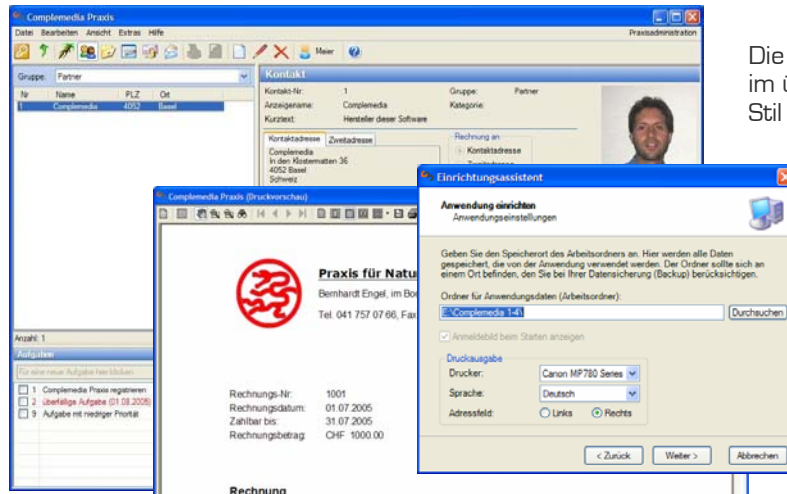 Complemedia Praxis
Datei Bearbeiten Ansicht Extras Hilfe
Praxisadministration
Meier
Gruppe: Partner
Nr Name PLZ Ort
1 Complemedia 4052 Basel
Kontakt
Kontakt-Nr.: 1 Gruppe: Partner
Anzeigename: Complemedia Kategorie:
Kurztext: Hersteller dieser Software
Kontaktadresse Zweitadresse
Rechnung an
Complemedia
In den Klostermatten 36
4052 Basel
Schweiz
Kontaktadresse
Zweitadresse
Die
im ü
Stil
Anzahl: 1
Aufgaben
Für eine neue Aufgabe hier klicken
1 Complemedia Praxis registrieren
2 überfällige Aufgabe (01.08.2005)
9 Aufgabe mit niedriger Priorität
Complemedia Praxis (Druckvorschau)
Praxis für Natu
Bernhardt Engel, im Bo
Tel. 041 757 07 66, Fax
Rechnungs-Nr: 1001
Rechnungsdatum: 01.07.2005
Zahlbar bis: 31.07.2005
Rechnungsbetrag: CHF 1000.00
Rechnung
Einrichtungsassistent
Anwendung einrichten
Anwendungseinstellungen
Geben Sie den Speicherort des Arbeitsordners an. Hier werden alle Daten
gespeichert, die von der Anwendung verwendet werden. Der Ordner sollte sich an
einem Ort befinden, den Sie bei Ihrer Datensicherung (Backup) berücksichtigen.
Ordner für Anwendungsdaten (Arbeitsordner):
E:\Complemedia 1-4\
Durchsuchen
Anmeldebild beim Starten anzeigen
Druckausgabe
Drucker: Canon MP780 Series
Sprache: Deutsch
Adressfeld: Links Rechts
< Zurück Weiter > Abbrechen